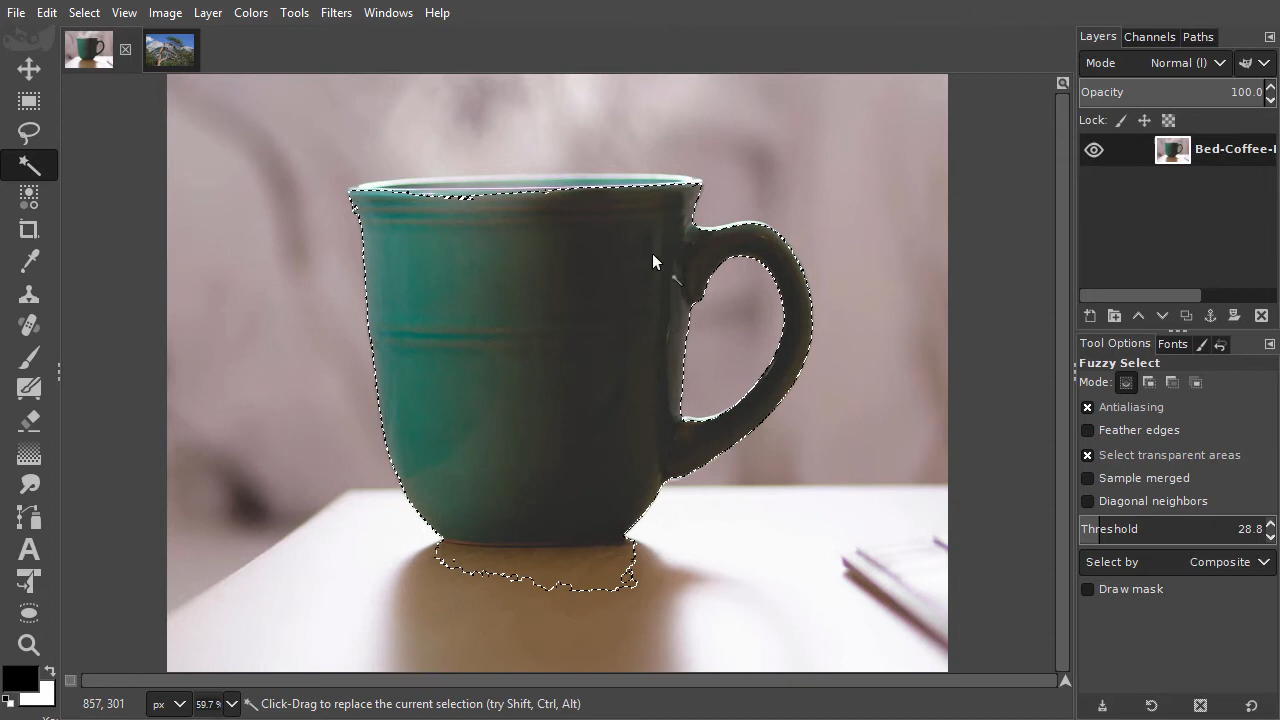 File Edit Select View Image Layer Colors Tools Filters Windows Help
Layers Channels Paths
Mode Normal (l)
Opacity 100.0
Lock:
Bed-Coffee-
Tool Options Fonts
Fuzzy Select
Mode:
Antialiasing
Feather edges
Select transparent areas
Sample merged
Diagonal neighbors
Threshold 28.8
Select by Composite
Draw mask
857, 301 px 59.7 % Click-Drag to replace the current selection (try Shift, Ctrl, Alt)